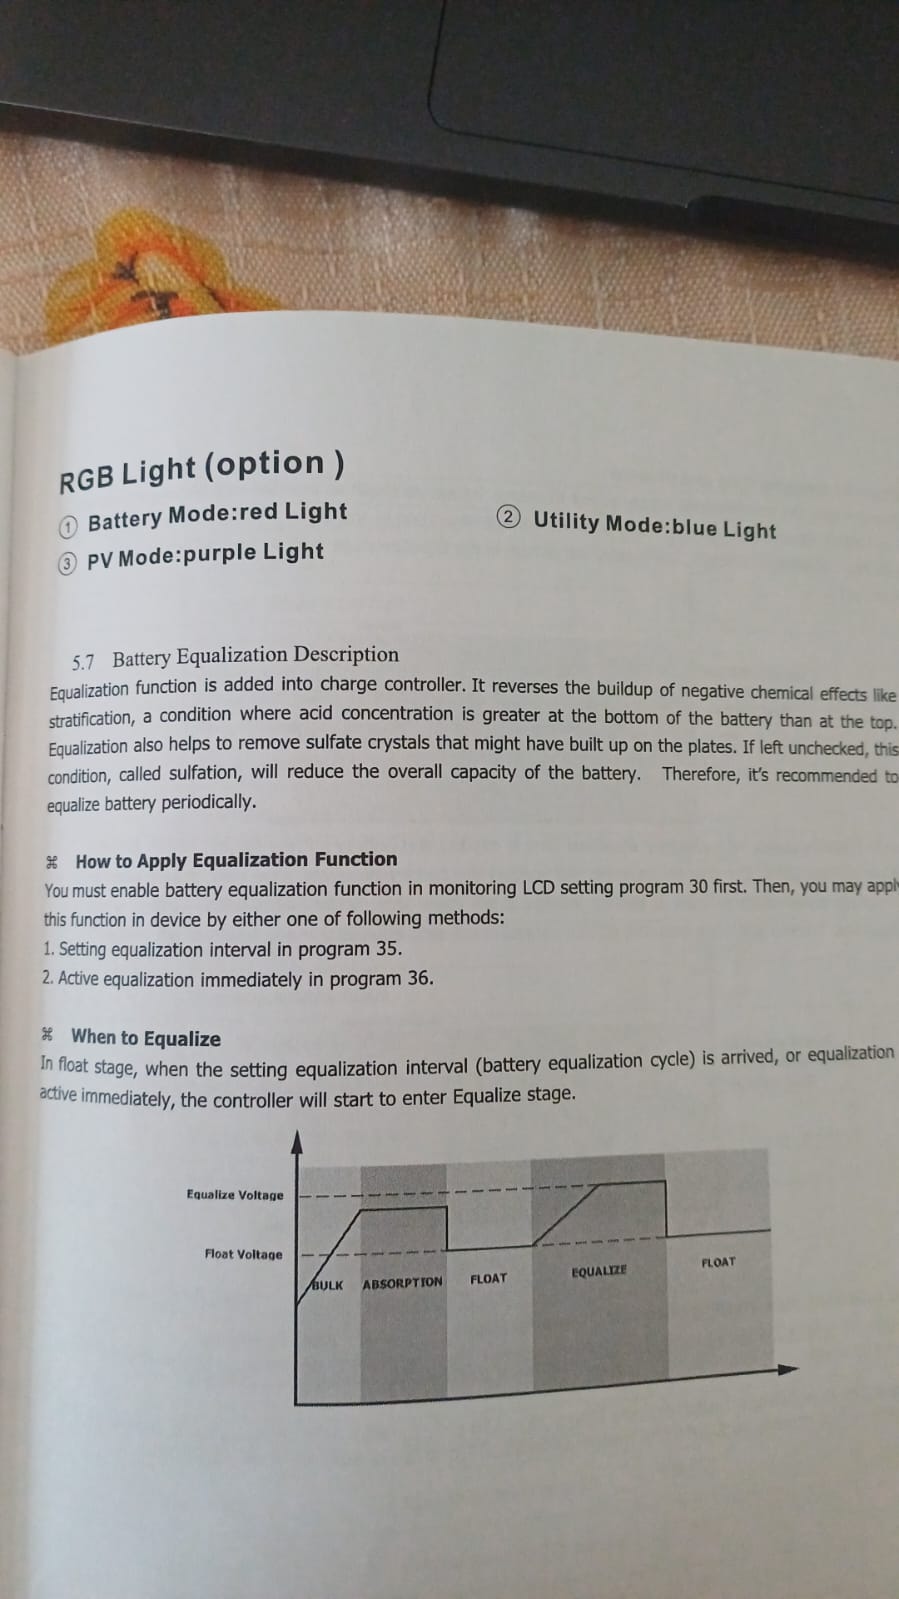 RGB Light (option )
① Battery Mode:red Light ② Utility Mode:blue Light
③ PV Mode:purple Light
5.7 Battery Equalization Description
Equalization function is added into charge controller. It reverses the buildup of negative chemical effects like
stratification, a condition where acid concentration is greater at the bottom of the battery than at the top.
Equalization also helps to remove sulfate crystals that might have built up on the plates. If left unchecked, this
condition, called sulfation, will reduce the overall capacity of the battery. Therefore, it's recommended to
equalize battery periodically.
⌘ How to Apply Equalization Function
You must enable battery equalization function in monitoring LCD setting program 30 first. Then, you may apply
this function in device by either one of following methods:
1. Setting equalization interval in program 35.
2. Active equalization immediately in program 36.
⌘ When to Equalize
In float stage, when the setting equalization interval (battery equalization cycle) is arrived, or equalization
active immediately, the controller will start to enter Equalize stage.
Equalize Voltage
Float Voltage
BULK ABSORPTION FLOAT EQUALIZE FLOAT